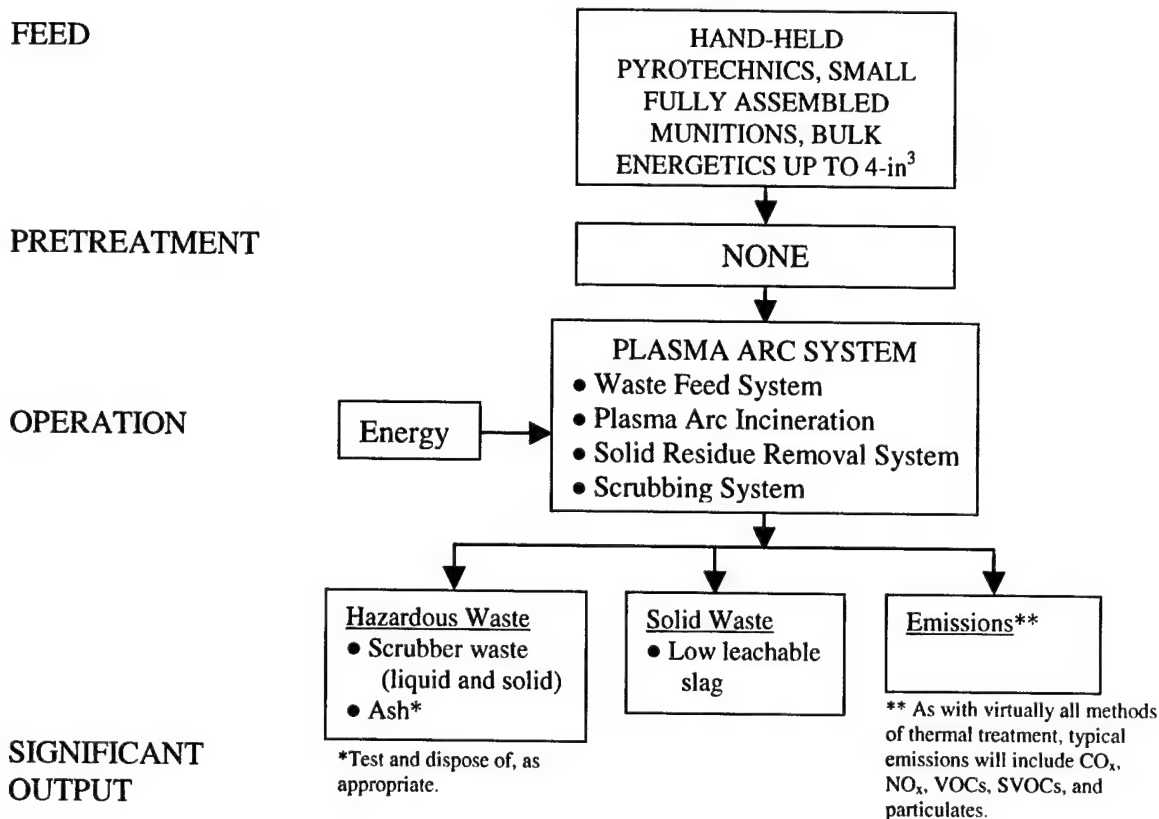 FEED
HAND-HELD
PYROTECHNICS, SMALL
FULLY ASSEMBLED
MUNITIONS, BULK
ENERGETICS UP TO 4-in³
PRETREATMENT
NONE
OPERATION
Energy
PLASMA ARC SYSTEM
● Waste Feed System
● Plasma Arc Incineration
● Solid Residue Removal System
● Scrubbing System
SIGNIFICANT
OUTPUT
Hazardous Waste
● Scrubber waste
(liquid and solid)
● Ash*
*Test and dispose of, as
appropriate.
Solid Waste
● Low leachable
slag
Emissions**
** As with virtually all methods
of thermal treatment, typical
emissions will include COₓ,
NOₓ, VOCs, SVOCs, and
particulates.